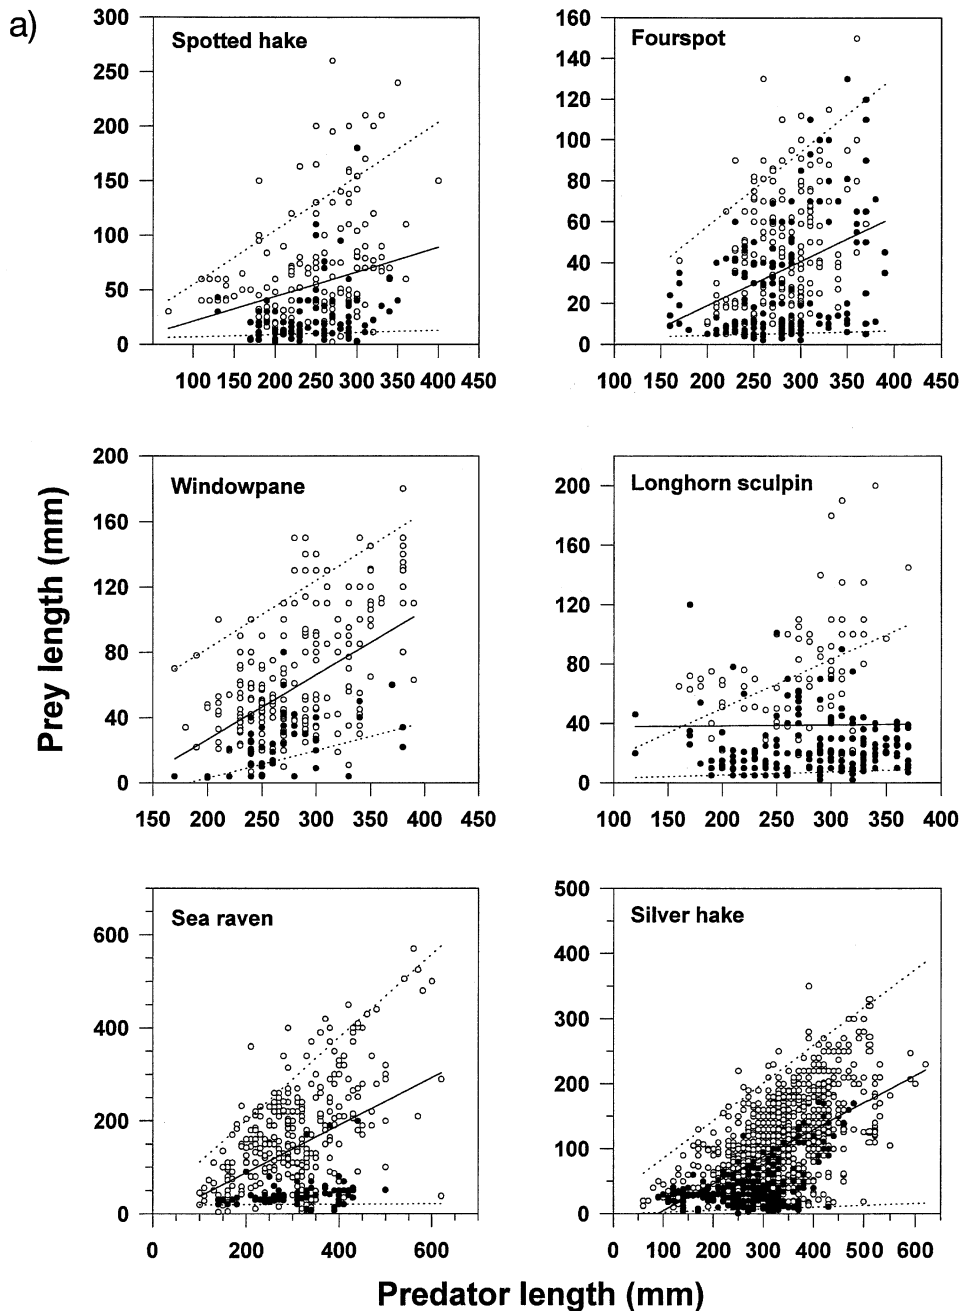 a)
Spotted hake
300
250
200
150
100
50
0
100 150 200 250 300 350 400 450
Fourspot
160
140
120
100
80
60
40
20
0
100 150 200 250 300 350 400 450
Windowpane
200
160
120
80
40
0
150 200 250 300 350 400 450
Longhorn sculpin
200
160
120
80
40
0
100 150 200 250 300 350 400
Sea raven
600
400
200
0
0 200 400 600
Silver hake
500
400
300
200
100
0
0 100 200 300 400 500 600
Prey length (mm)
Predator length (mm)